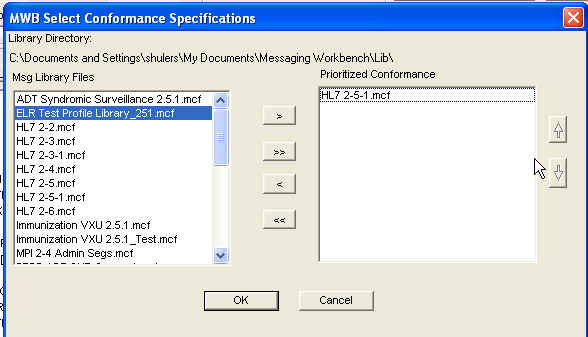 MWB Select Conformance Specifications
Library Directory:
C:\Documents and Settings\shulers\My Documents\Messaging Workbench\Lib\
Msg Library Files
Prioritized Conformance
ADT Syndromic Surveillance 2.5.1.mcf
ELR Test Profile Library_251.mcf
HL7 2-2.mcf
HL7 2-3.mcf
HL7 2-3-1.mcf
HL7 2-4.mcf
HL7 2-5.mcf
HL7 2-5-1.mcf
HL7 2-6.mcf
Immunization VXU 2.5.1.mcf
Immunization VXU 2.5.1_Test.mcf
MPI 2-4 Admin Segs.mcf
>
>>
<
<<
HL7 2-5-1.mcf
OK
Cancel